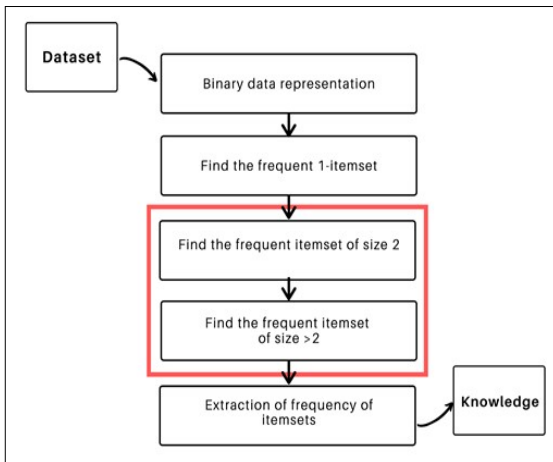 Dataset
Binary data representation
Find the frequent 1-itemset
Find the frequent itemset of size 2
Find the frequent itemset
of size >2
Extraction of frequency of
itemsets
Knowledge